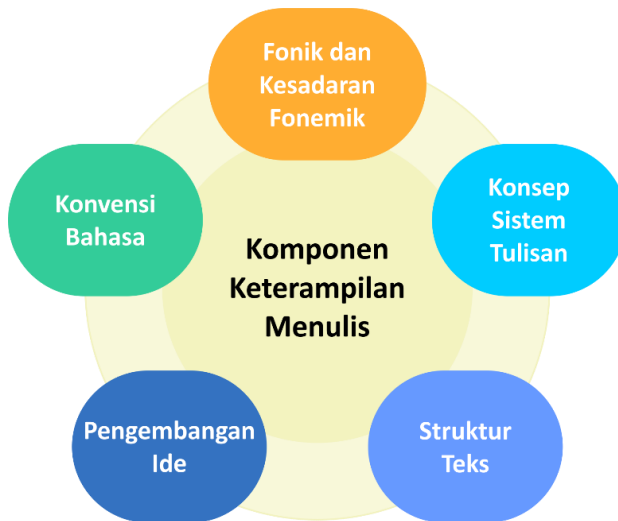 Fonik dan
Kesadaran
Fonemik
Konvensi
Bahasa
Konsep
Sistem
Tulisan
Komponen
Keterampilan
Menulis
Pengembangan
Ide
Struktur
Teks